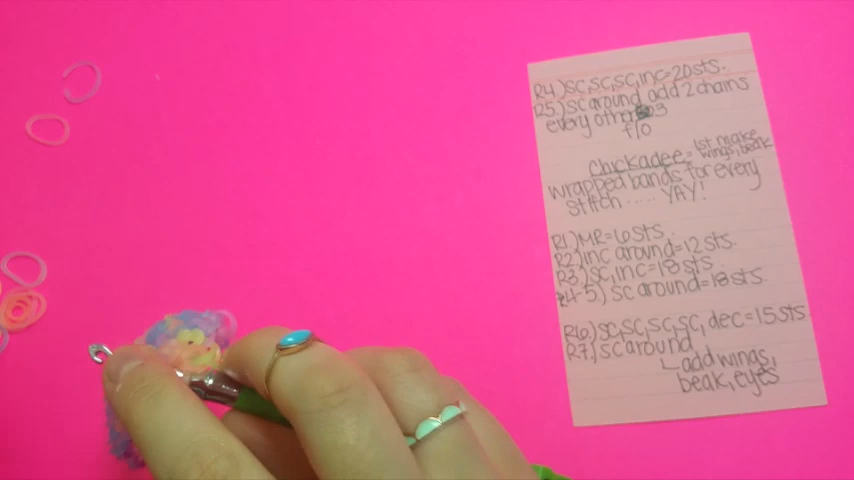 R4) sc, sc, sc, inc = 20 sts.
R5) sc around add 2 chains
every other 3
f/o
chickadee = 1st make
wings, beak
wrapped bands for every
stitch ..... YAY!
R1) MR = 6 sts.
R2) inc around = 12 sts.
R3) sc, inc = 18 sts
R4-5) sc around = 18 sts.
R6) sc, sc, sc, sc, dec = 15 sts
R7) sc around
add wings,
beak, eyes